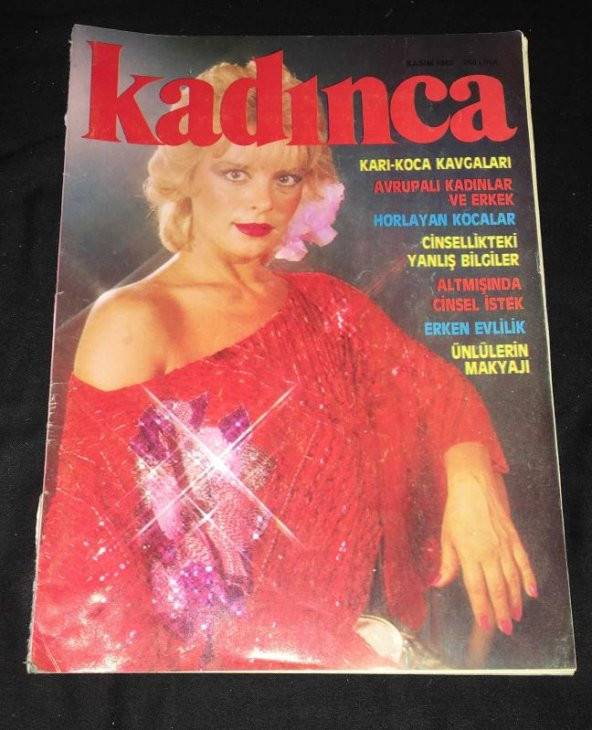 kadınca
KARI-KOCA KAVGALARI
AVRUPALI KADINLAR
VE ERKEK
HORLAYAN KOCALAR
CİNSELLİKTEKİ
YANLIŞ BİLGİLER
ALTMIŞINDA
CİNSEL İSTEK
ERKEN EVLİLİK
ÜNLÜLERİN
MAKYAJI